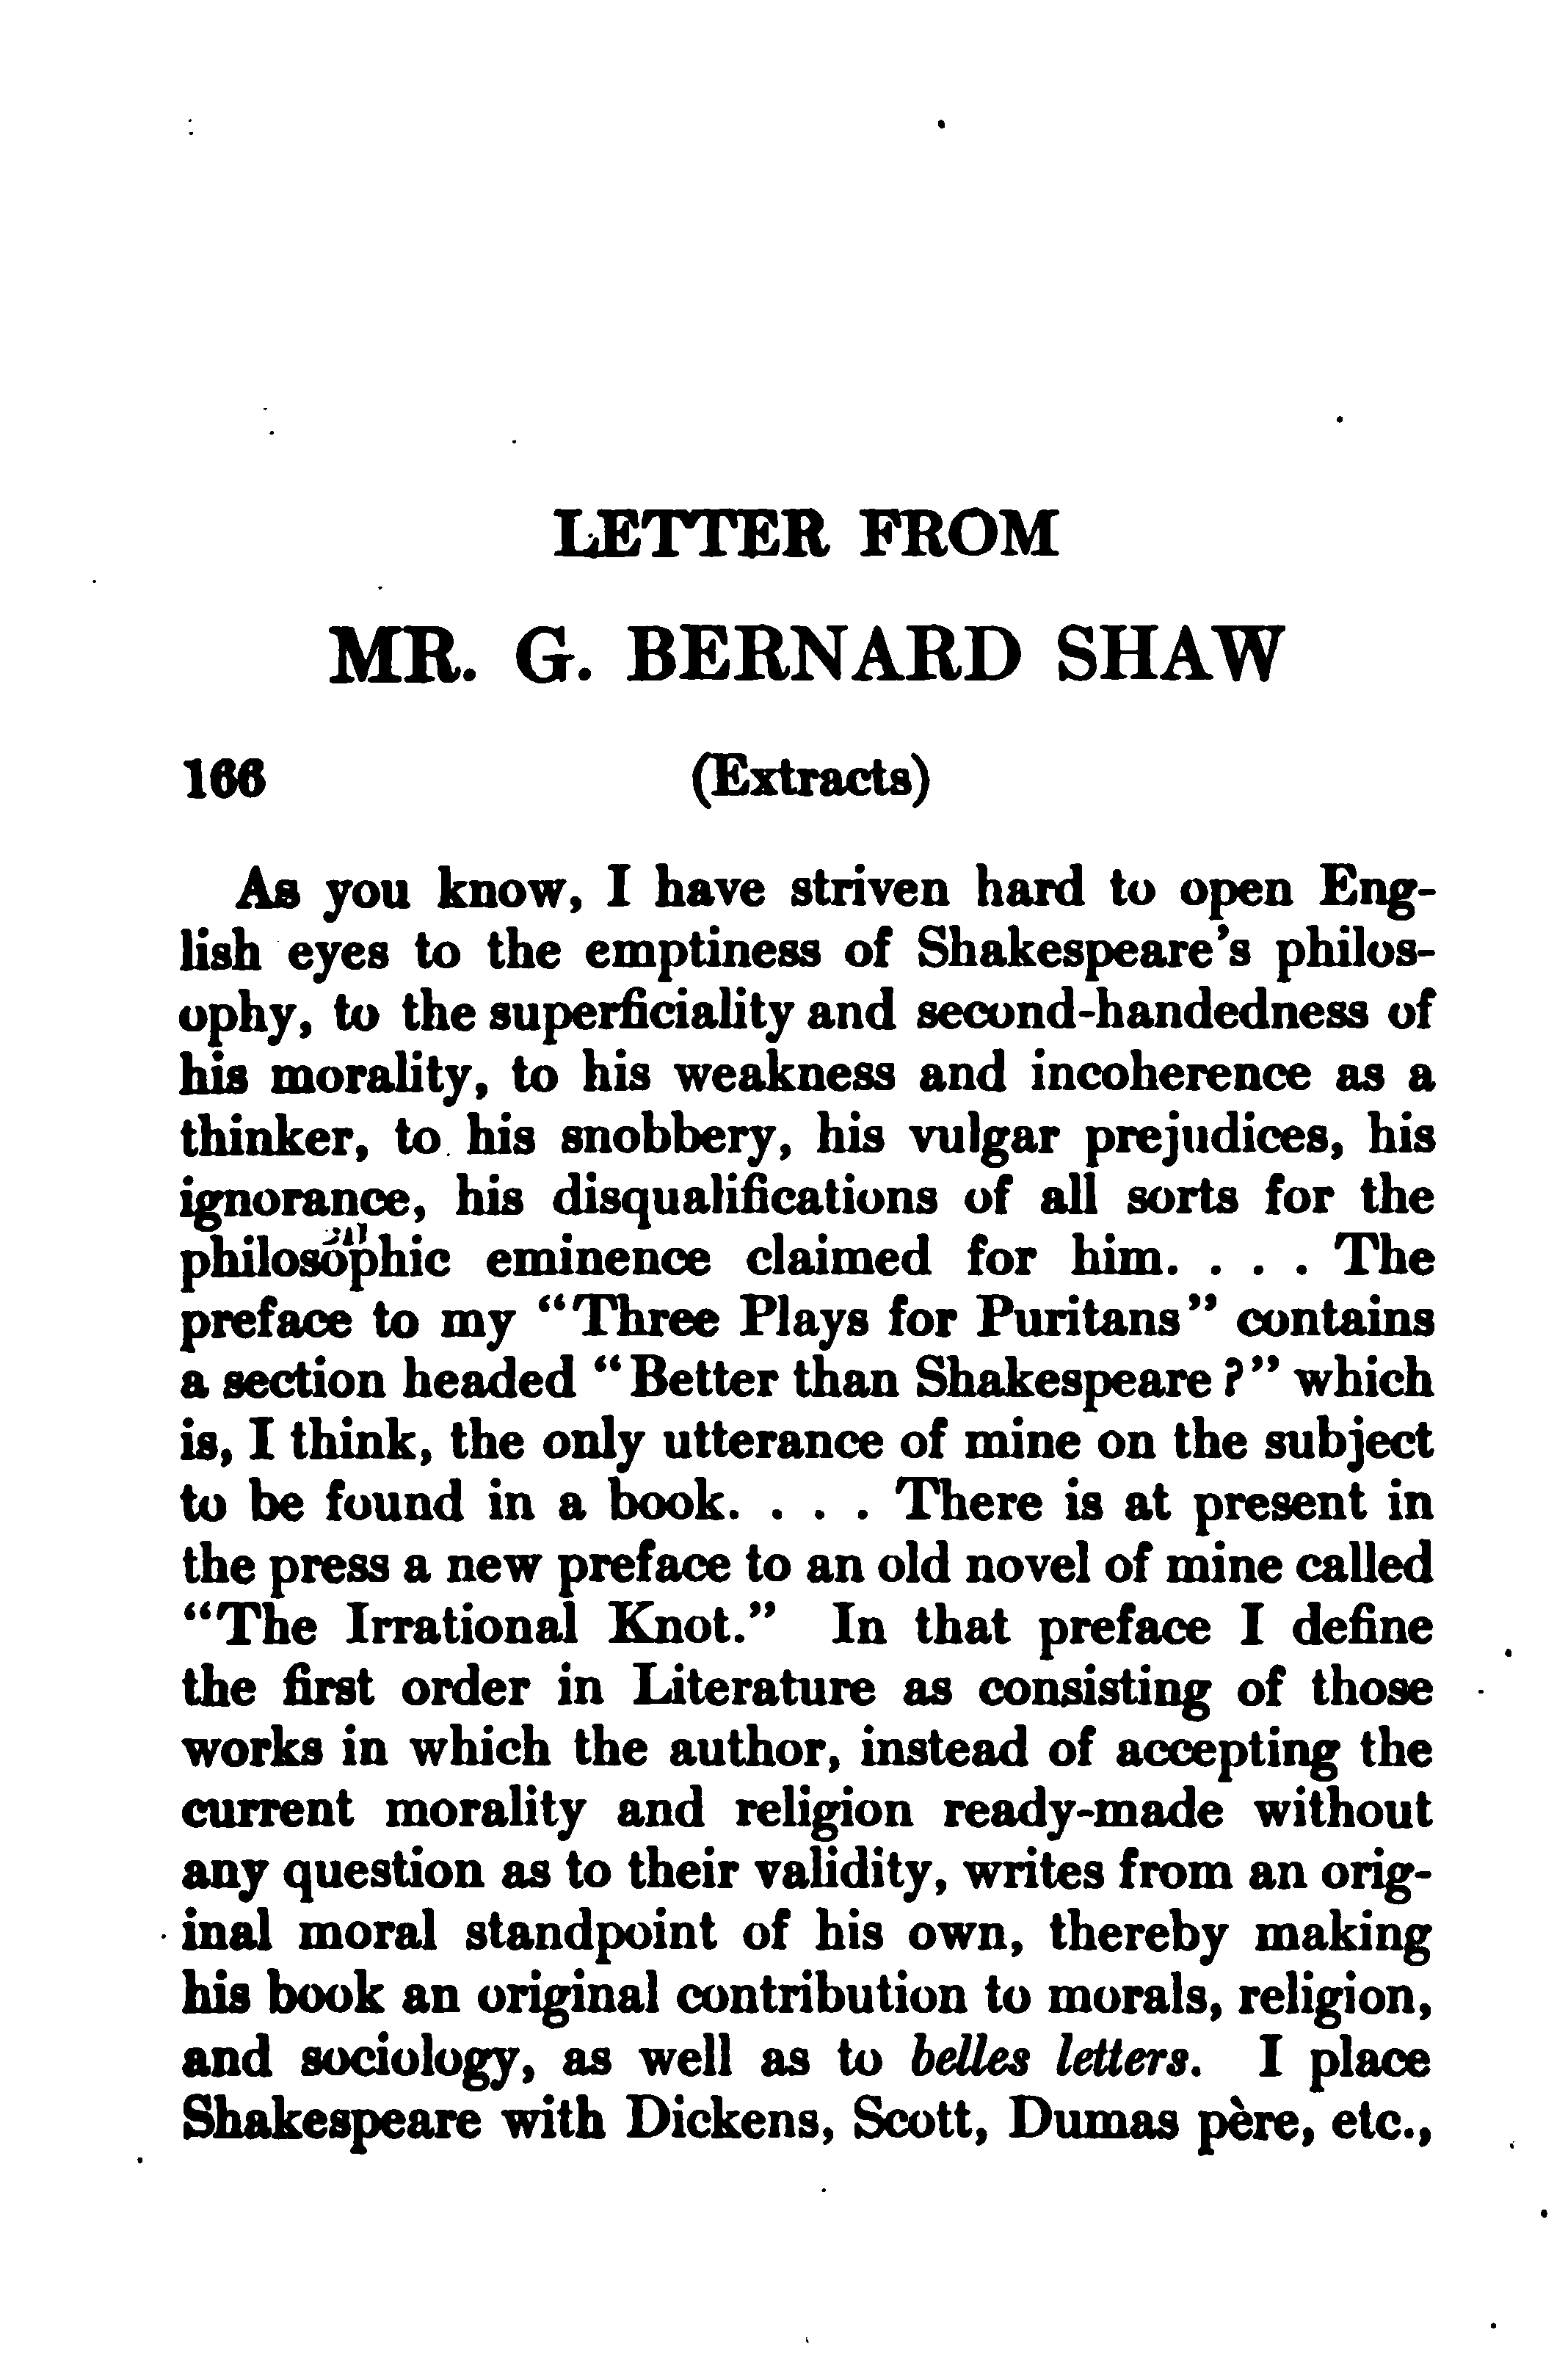 LETTER FROM
MR. G. BERNARD SHAW
166 (Extracts)
As you know, I have striven hard to open Eng-
lish eyes to the emptiness of Shakespeare's philos-
ophy, to the superficiality and second-handedness of
his morality, to his weakness and incoherence as a
thinker, to his snobbery, his vulgar prejudices, his
ignorance, his disqualifications of all sorts for the
philosophic eminence claimed for him. . . . The
preface to my "Three Plays for Puritans" contains
a section headed "Better than Shakespeare?" which
is, I think, the only utterance of mine on the subject
to be found in a book. . . . There is at present in
the press a new preface to an old novel of mine called
"The Irrational Knot." In that preface I define
the first order in Literature as consisting of those
works in which the author, instead of accepting the
current morality and religion ready-made without
any question as to their validity, writes from an orig-
inal moral standpoint of his own, thereby making
his book an original contribution to morals, religion,
and sociology, as well as to belles letters. I place
Shakespeare with Dickens, Scott, Dumas père, etc.,